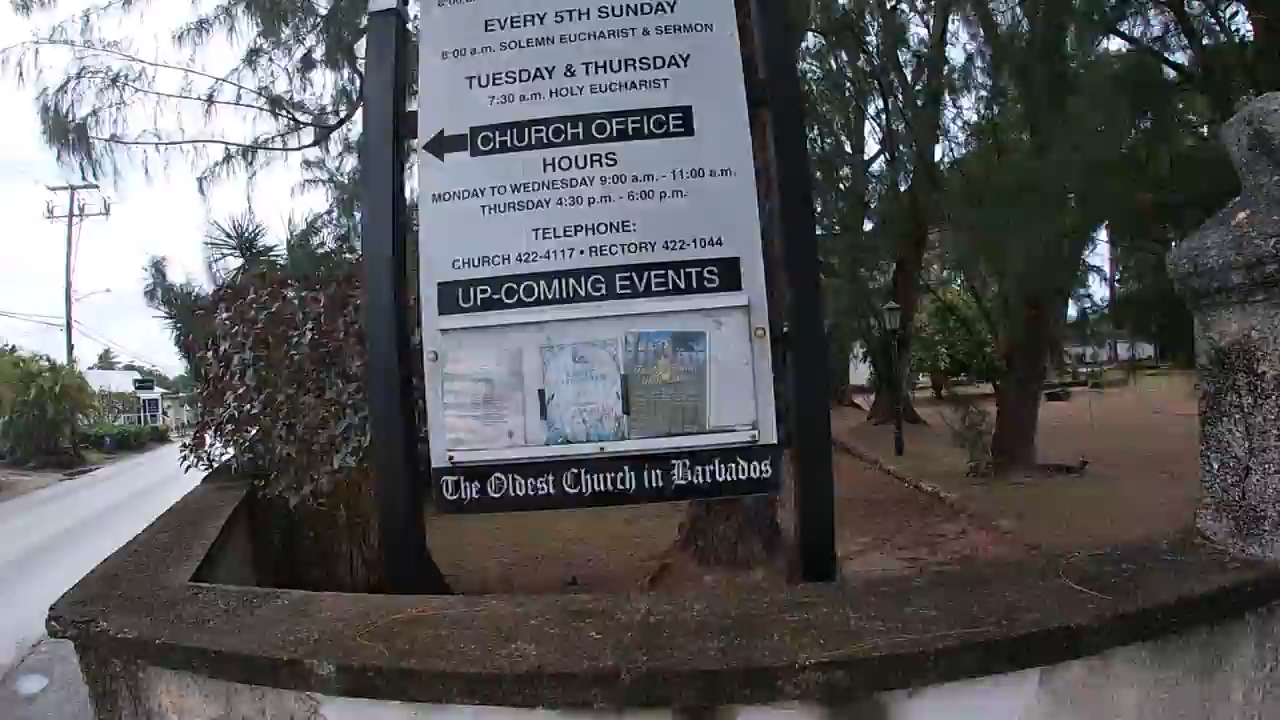 EVERY 5TH SUNDAY
8:00 a.m. SOLEMN EUCHARIST & SERMON
TUESDAY & THURSDAY
7:30 a.m. HOLY EUCHARIST
CHURCH OFFICE
HOURS
MONDAY TO WEDNESDAY 9:00 a.m. - 11:00 a.m.
THURSDAY 4:30 p.m. - 6:00 p.m.
TELEPHONE:
CHURCH 422-4117 • RECTORY 422-1044
UP-COMING EVENTS
The Oldest Church in Barbados